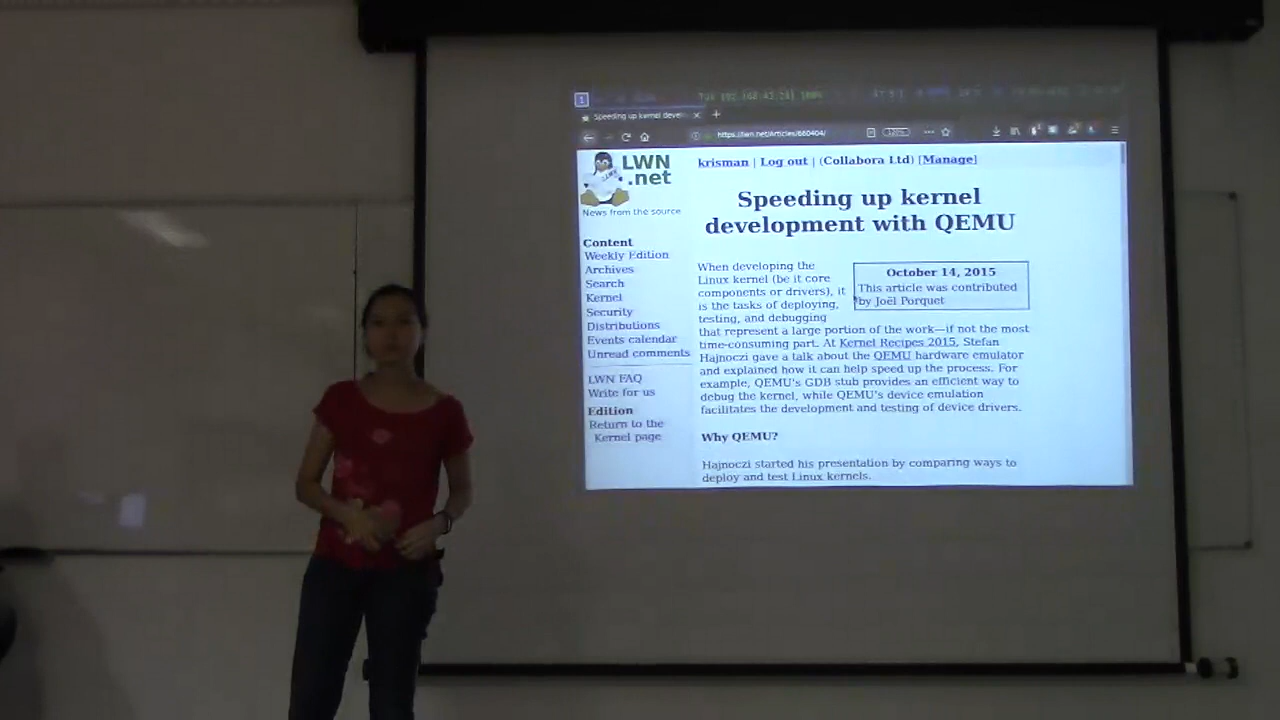 1
Speeding up kernel devel
https://lwn.net/Articles/660404/
120%
LWN
.net
News from the source
krisman | Log out | (Collabora Ltd) [Manage]
Speeding up kernel
development with QEMU
Content
Weekly Edition
Archives
Search
Kernel
Security
Distributions
Events calendar
Unread comments
LWN FAQ
Write for us
Edition
Return to the
Kernel page
October 14, 2015
This article was contributed
by Joël Porquet
When developing the
Linux kernel (be it core
components or drivers), it
is the tasks of deploying,
testing, and debugging
that represent a large portion of the work—if not the most
time-consuming part. At Kernel Recipes 2015, Stefan
Hajnoczi gave a talk about the QEMU hardware emulator
and explained how it can help speed up the process. For
example, QEMU's GDB stub provides an efficient way to
debug the kernel, while QEMU's device emulation
facilitates the development and testing of device drivers.
Why QEMU?
Hajnoczi started his presentation by comparing ways to
deploy and test Linux kernels.